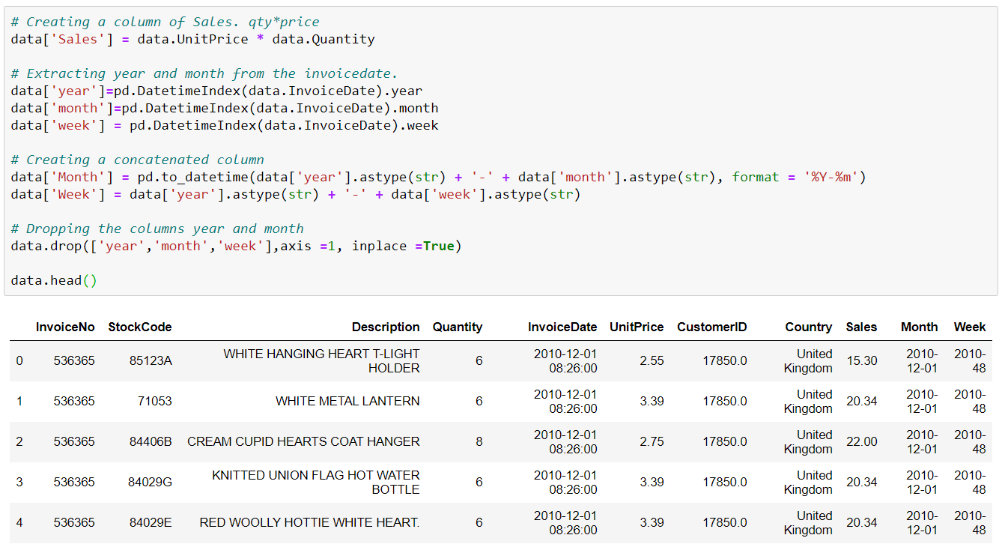 # Creating a column of Sales. qty*price
data['Sales'] = data.UnitPrice * data.Quantity
# Extracting year and month from the invoicedate.
data['year']=pd.DatetimeIndex(data.InvoiceDate).year
data['month']=pd.DatetimeIndex(data.InvoiceDate).month
data['week'] = pd.DatetimeIndex(data.InvoiceDate).week
# Creating a concatenated column
data['Month'] = pd.to_datetime(data['year'].astype(str) + '-' + data['month'].astype(str), format = '%Y-%m')
data['Week'] = data['year'].astype(str) + '-' + data['week'].astype(str)
# Dropping the columns year and month
data.drop(['year','month','week'],axis =1, inplace =True)
data.head()
InvoiceNo StockCode Description Quantity InvoiceDate UnitPrice CustomerID Country Sales Month Week
0 536365 85123A WHITE HANGING HEART T-LIGHT HOLDER 6 2010-12-01 08:26:00 2.55 17850.0 United Kingdom 15.30 2010-12-01 2010-48
1 536365 71053 WHITE METAL LANTERN 6 2010-12-01 08:26:00 3.39 17850.0 United Kingdom 20.34 2010-12-01 2010-48
2 536365 84406B CREAM CUPID HEARTS COAT HANGER 8 2010-12-01 08:26:00 2.75 17850.0 United Kingdom 22.00 2010-12-01 2010-48
3 536365 84029G KNITTED UNION FLAG HOT WATER BOTTLE 6 2010-12-01 08:26:00 3.39 17850.0 United Kingdom 20.34 2010-12-01 2010-48
4 536365 84029E RED WOOLLY HOTTIE WHITE HEART. 6 2010-12-01 08:26:00 3.39 17850.0 United Kingdom 20.34 2010-12-01 2010-48